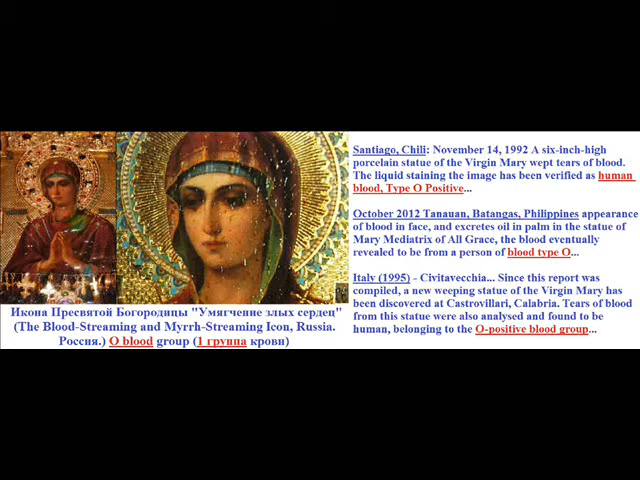 Икона Пресвятой Богородицы "Умягчение злых сердец"
(The Blood-Streaming and Myrrh-Streaming Icon, Russia.
Россия.) O blood group (1 группа крови)
Santiago, Chili: November 14, 1992 A six-inch-high
porcelain statue of the Virgin Mary wept tears of blood.
The liquid staining the image has been verified as human
blood, Type O Positive...
October 2012 Tanauan, Batangas, Philippines appearance
of blood in face, and excretes oil in palm in the statue of
Mary Mediatrix of All Grace, the blood eventually
revealed to be from a person of blood type O...
Italy (1995) - Civitavecchia... Since this report was
compiled, a new weeping statue of the Virgin Mary has
been discovered at Castrovillari, Calabria. Tears of blood
from this statue were also analysed and found to be
human, belonging to the O-positive blood group...